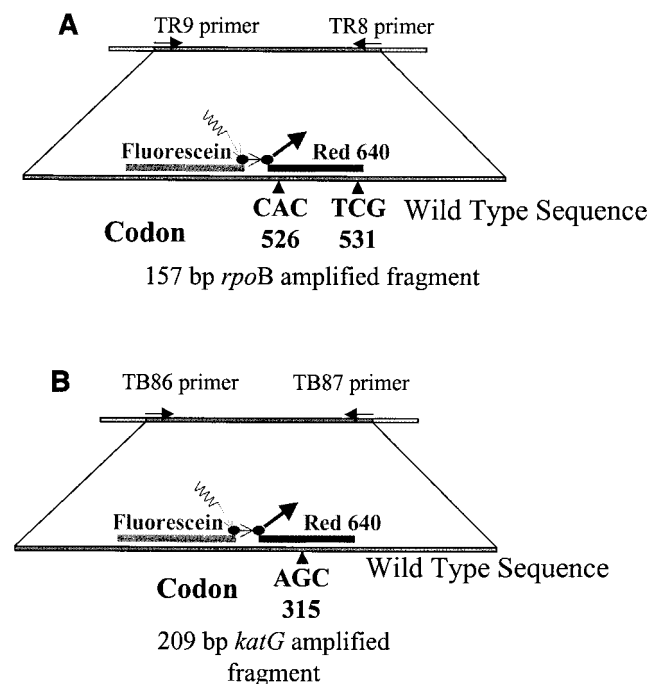 A
TR9 primer TR8 primer
Fluorescein Red 640
CAC TCG Wild Type Sequence
Codon 526 531
157 bp rpoB amplified fragment
B
TB86 primer TB87 primer
Fluorescein Red 640
AGC Wild Type Sequence
Codon 315
209 bp katG amplified
fragment